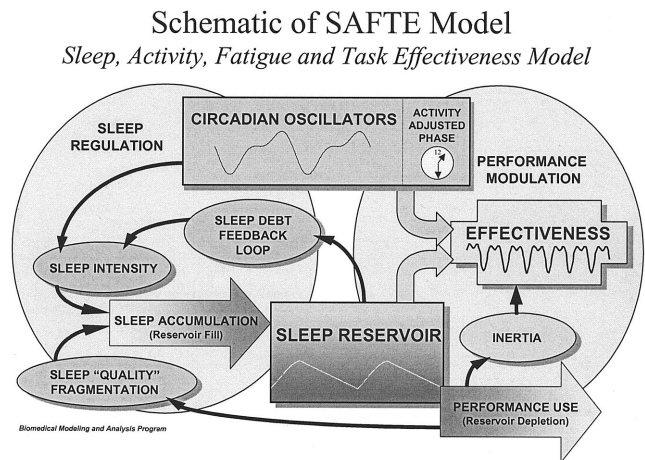 Schematic of SAFTE Model
Sleep, Activity, Fatigue and Task Effectiveness Model
CIRCADIAN OSCILLATORS
ACTIVITY
ADJUSTED
PHASE
12
SLEEP
REGULATION
PERFORMANCE
MODULATION
SLEEP DEBT
FEEDBACK
LOOP
EFFECTIVENESS
SLEEP INTENSITY
SLEEP ACCUMULATION
(Reservoir Fill)
SLEEP RESERVOIR
INERTIA
SLEEP “QUALITY”
FRAGMENTATION
PERFORMANCE USE
(Reservoir Depletion)
Biomedical Modeling and Analysis Program